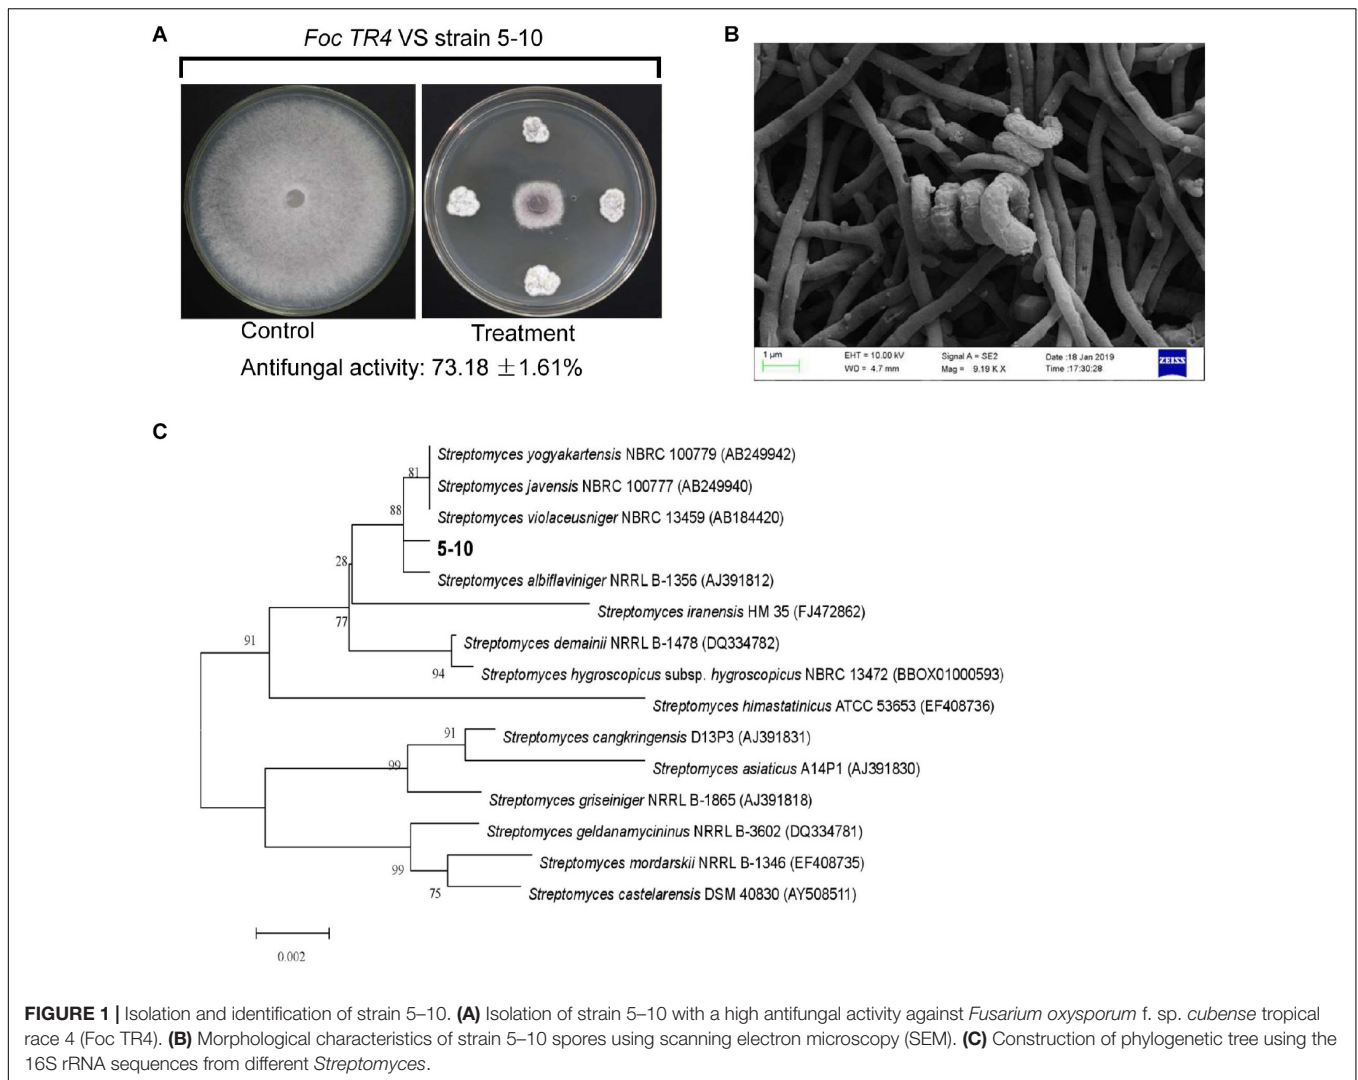 A
Foc TR4 VS strain 5-10
Control
Treatment
Antifungal activity: 73.18 ±1.61%
B
1 µm
EHT = 10.00 kV
WD = 4.7 mm
Signal A = SE2
Mag = 9.19 K X
Date :18 Jan 2019
Time :17:30:28
ZEISS
C
81
Streptomyces yogyakartensis NBRC 100779 (AB249942)
Streptomyces javensis NBRC 100777 (AB249940)
88
Streptomyces violaceusniger NBRC 13459 (AB184420)
5-10
28
Streptomyces albiflaviniger NRRL B-1356 (AJ391812)
Streptomyces iranensis HM 35 (FJ472862)
77
91
Streptomyces demainii NRRL B-1478 (DQ334782)
94
Streptomyces hygroscopicus subsp. hygroscopicus NBRC 13472 (BBOX01000593)
Streptomyces himastatinicus ATCC 53653 (EF408736)
91
Streptomyces cangkringensis D13P3 (AJ391831)
99
Streptomyces asiaticus A14P1 (AJ391830)
Streptomyces griseiniger NRRL B-1865 (AJ391818)
Streptomyces geldanamycininus NRRL B-3602 (DQ334781)
99
Streptomyces mordarskii NRRL B-1346 (EF408735)
75
Streptomyces castelarensis DSM 40830 (AY508511)
0.002
FIGURE 1 | Isolation and identification of strain 5–10. (A) Isolation of strain 5–10 with a high antifungal activity against Fusarium oxysporum f. sp. cubense tropical
race 4 (Foc TR4). (B) Morphological characteristics of strain 5–10 spores using scanning electron microscopy (SEM). (C) Construction of phylogenetic tree using the
16S rRNA sequences from different Streptomyces.